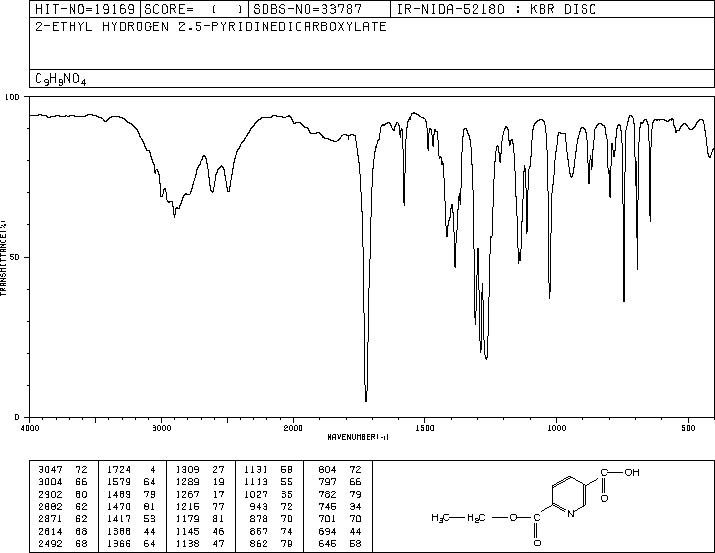 HIT-NO=19169 SCORE= ( ) SDBS-NO=33787 IR-NIDA-52180 : KBR DISC
2-ETHYL HYDROGEN 2.5-PYRIDINEDICARBOXYLATE
C9H9NO4
100
50
0
TRANSMITTANCE(%)
4000 3000 2000 1500 1000 500
WAVENUMBER(-1)
3047 72 1724 4 1309 27 1131 68 804 72
3004 66 1579 64 1289 19 1113 55 797 66
2902 60 1489 79 1267 17 1027 35 782 79
2882 62 1470 81 1215 77 943 72 745 34
2871 62 1417 53 1179 81 878 70 701 70
2614 68 1388 44 1145 46 867 74 694 44
2492 68 1366 64 1138 47 862 79 645 58
C OH
O
N
H3C H2C O C
O